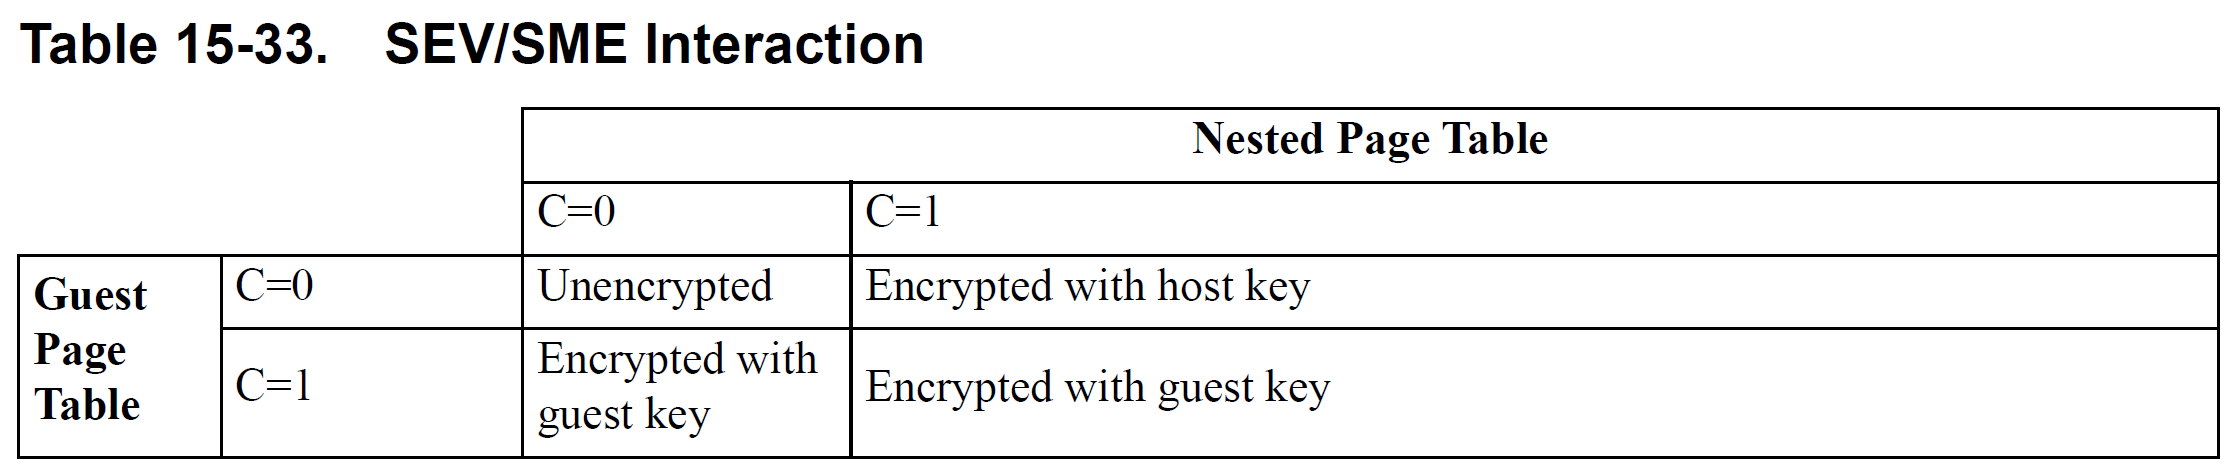 Table 15-33. SEV/SME Interaction
Nested Page Table
C=0 C=1
Guest Page Table
C=0 Unencrypted Encrypted with host key
C=1 Encrypted with guest key Encrypted with guest key